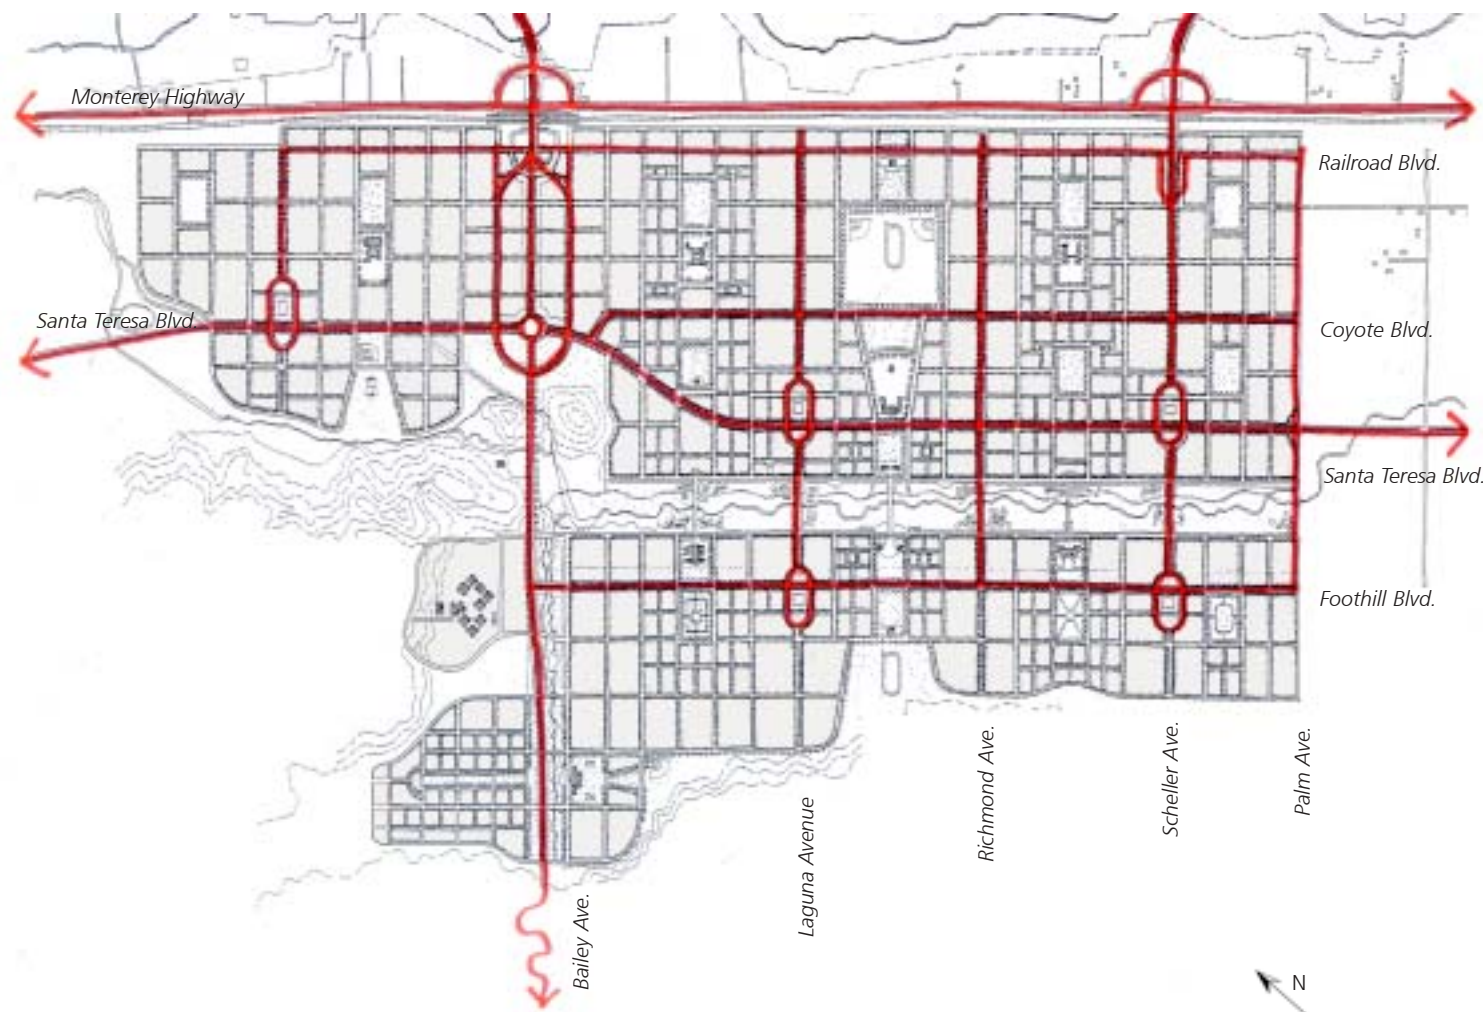 Monterey Highway
Railroad Blvd.
Santa Teresa Blvd.
Coyote Blvd.
Santa Teresa Blvd.
Foothill Blvd.
Bailey Ave.
Laguna Avenue
Richmond Ave.
Scheller Ave.
Palm Ave.
N